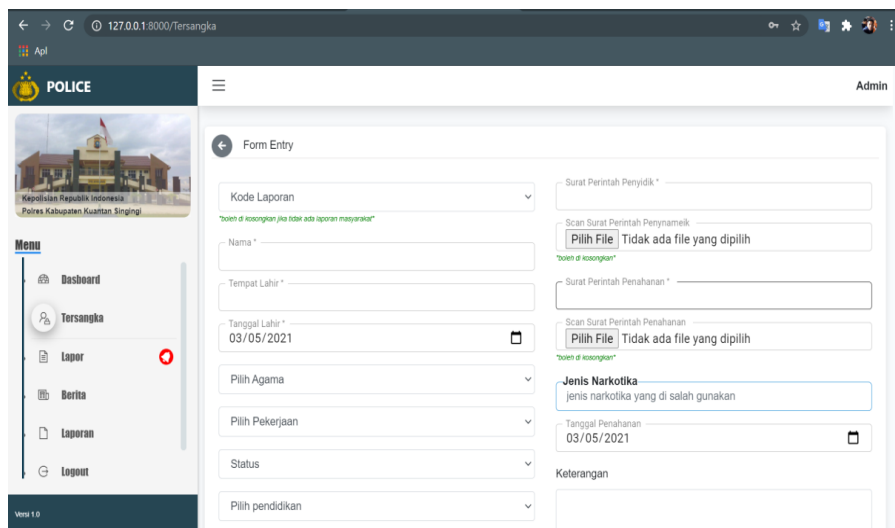 127.0.0.1:8000/Tersangka
Apl
POLICE
Admin
Kepolisian Republik Indonesia
Polres Kabupaten Kuantan Singingi
Menu
Dasboard
Tersangka
Lapor
Berita
Laporan
Logout
Versi 1.0
Form Entry
Kode Laporan
*boleh di kosongkan jika tidak ada laporan masyarakat*
Nama *
Tempat Lahir *
Tanggal Lahir *
03/05/2021
Pilih Agama
Pilih Pekerjaan
Status
Pilih pendidikan
Surat Perintah Penyidik *
Scan Surat Perintah Penynameik
Pilih File Tidak ada file yang dipilih
*boleh di kosongkan*
Surat Perintah Penahanan *
Scan Surat Perintah Penahanan
Pilih File Tidak ada file yang dipilih
*boleh di kosongkan*
Jenis Narkotika
jenis narkotika yang di salah gunakan
Tanggal Penahanan
03/05/2021
Keterangan